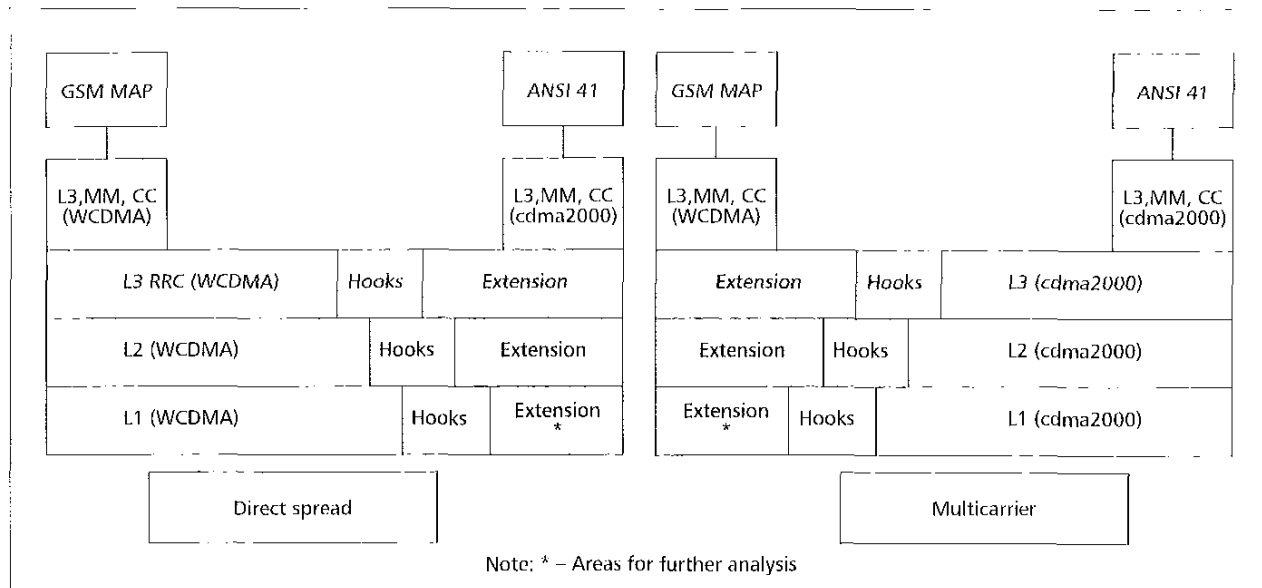 GSM MAP
ANSI 41
GSM MAP
ANSI 41
L3,MM, CC
(WCDMA)
L3,MM, CC
(cdma2000)
L3,MM, CC
(WCDMA)
L3,MM, CC
(cdma2000)
L3 RRC (WCDMA)
Hooks
Extension
Extension
Hooks
L3 (cdma2000)
L2 (WCDMA)
Hooks
Extension
Extension
Hooks
L2 (cdma2000)
L1 (WCDMA)
Hooks
Extension
*
Extension
*
Hooks
L1 (cdma2000)
Direct spread
Multicarrier
Note: * – Areas for further analysis